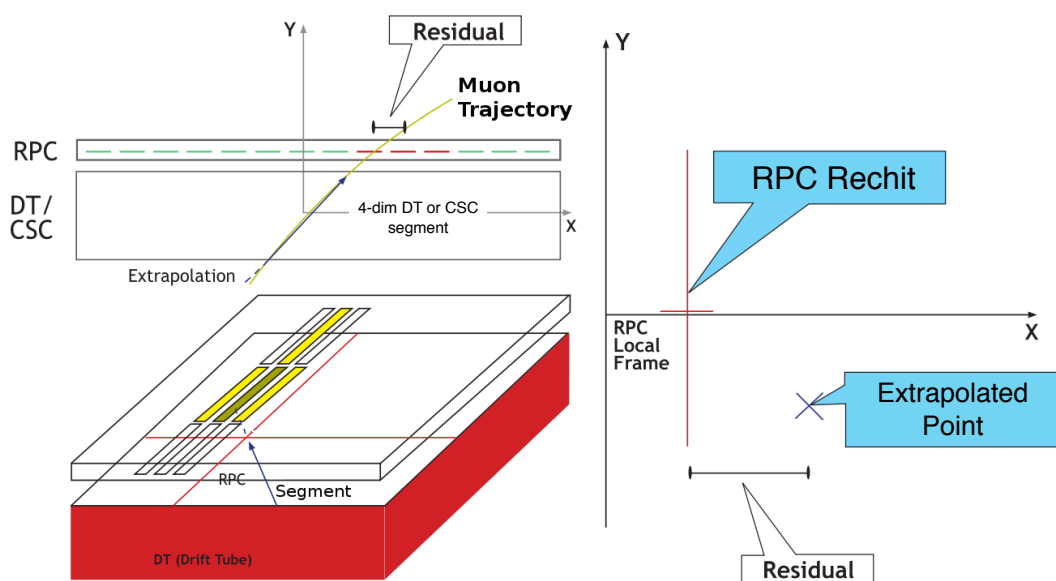 Y
Residual
Muon
Trajectory
RPC
DT/
CSC
4-dim DT or CSC
segment
X
Extrapolation
RPC
Segment
DT (Drift Tube)
Y
RPC Rechit
X
RPC
Local
Frame
Extrapolated
Point
Residual